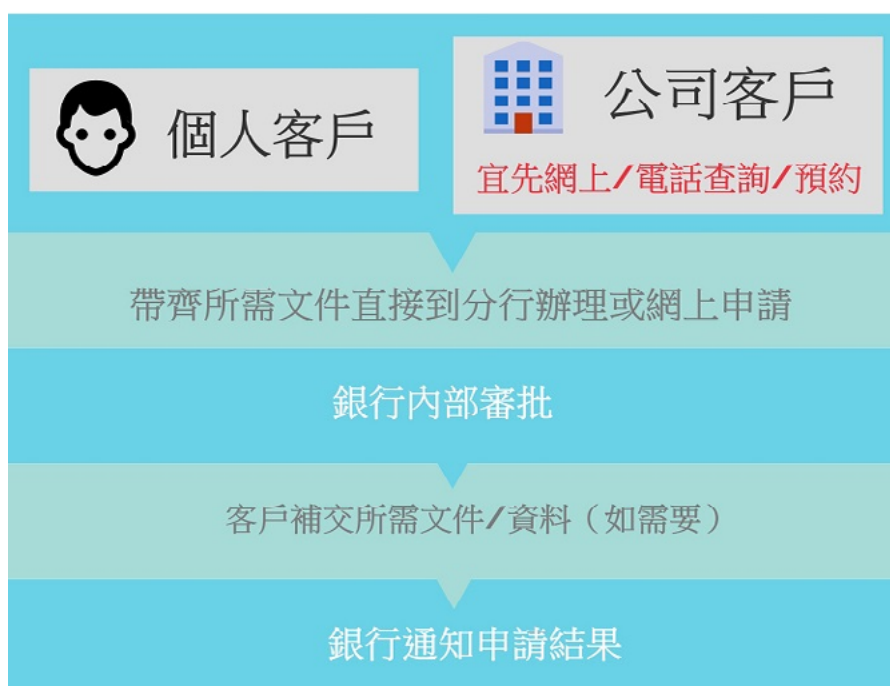 個人客戶
公司客戶
宜先網上/電話查詢/預約
帶齊所需文件直接到分行辦理或網上申請
銀行內部審批
客戶補交所需文件/資料（如需要）
銀行通知申請結果